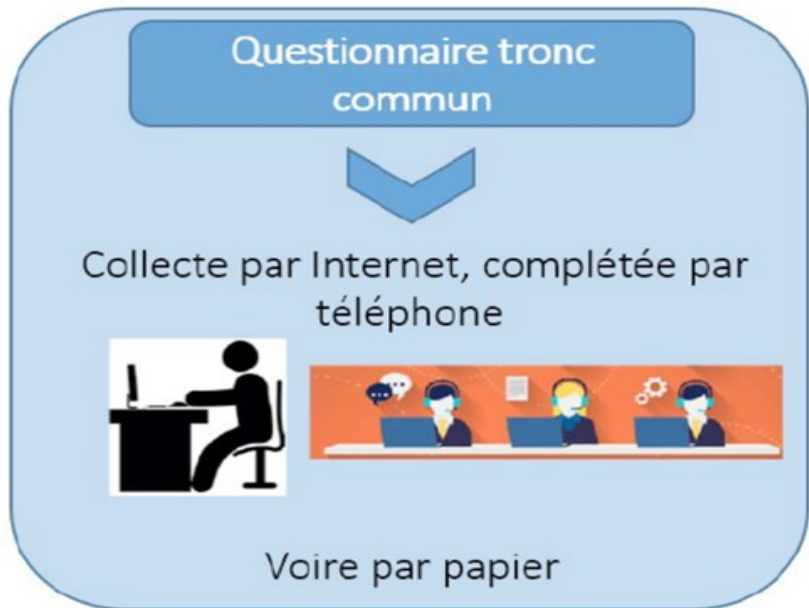 Questionnaire tronc
commun
Collecte par Internet, complétée par
téléphone
Voire par papier